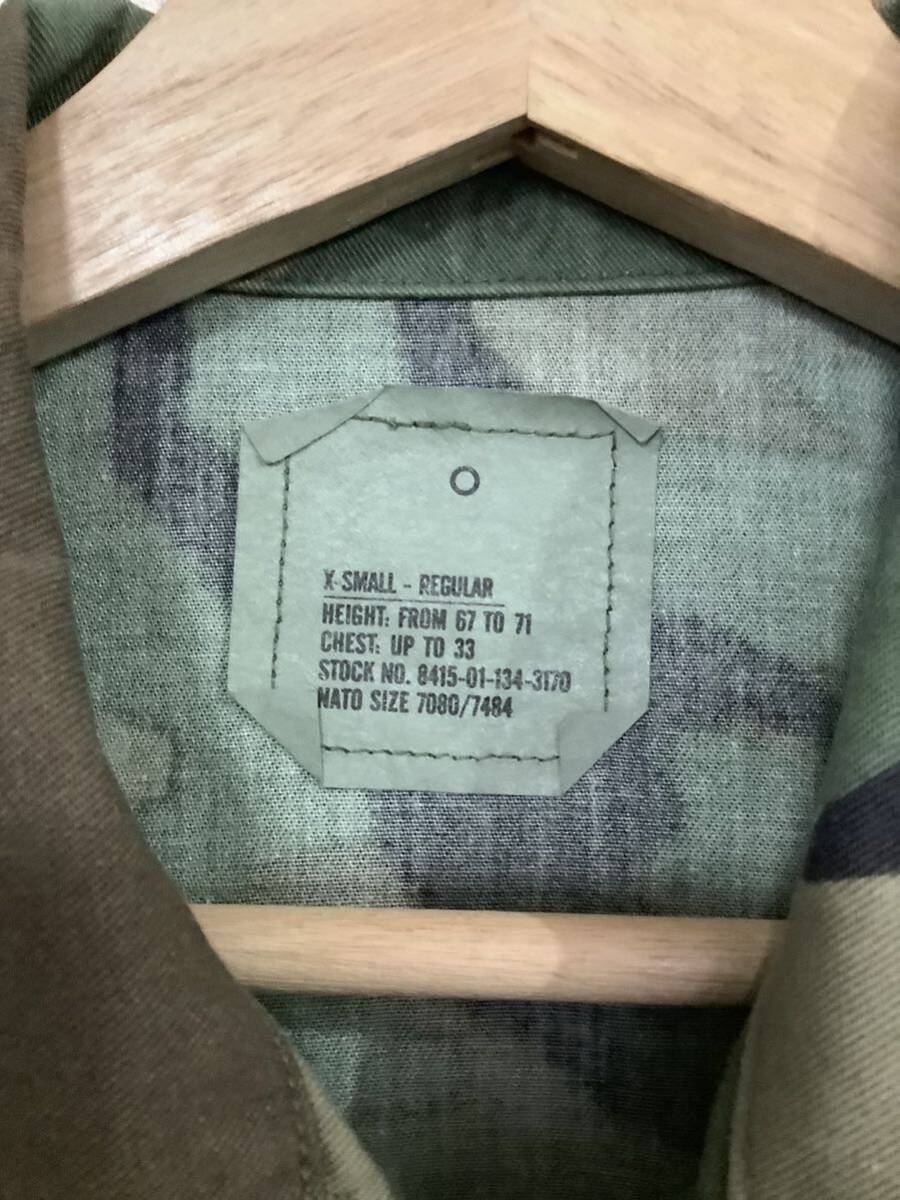 X-SMALL - REGULAR
HEIGHT: FROM 67 TO 71
CHEST: UP TO 33
STOCK NO. 8415-01-134-3170
NATO SIZE 7080/7484